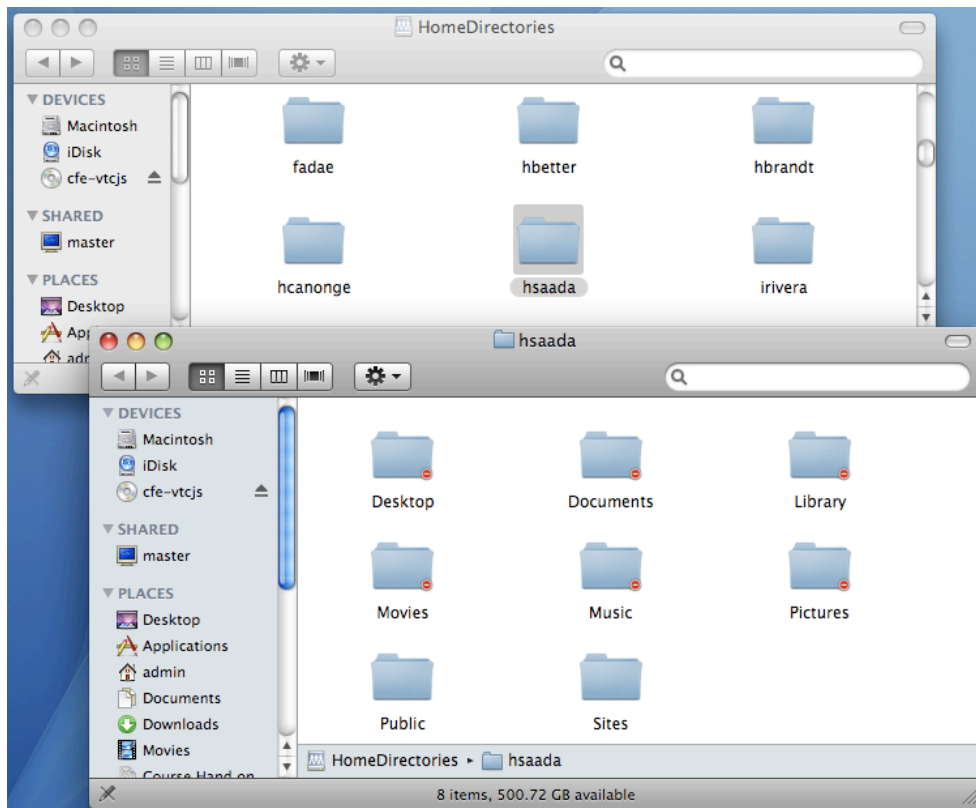 HomeDirectories
DEVICES
Macintosh
iDisk
cfe-vtcjs
SHARED
master
PLACES
Desktop
fadae hbetter hbrandt
hcanonge hsaada irivera
hsaada
DEVICES
Macintosh
iDisk
cfe-vtcjs
SHARED
master
PLACES
Desktop
Applications
admin
Documents
Downloads
Movies
Desktop Documents Library
Movies Music Pictures
Public Sites
HomeDirectories ▸ hsaada
8 items, 500.72 GB available